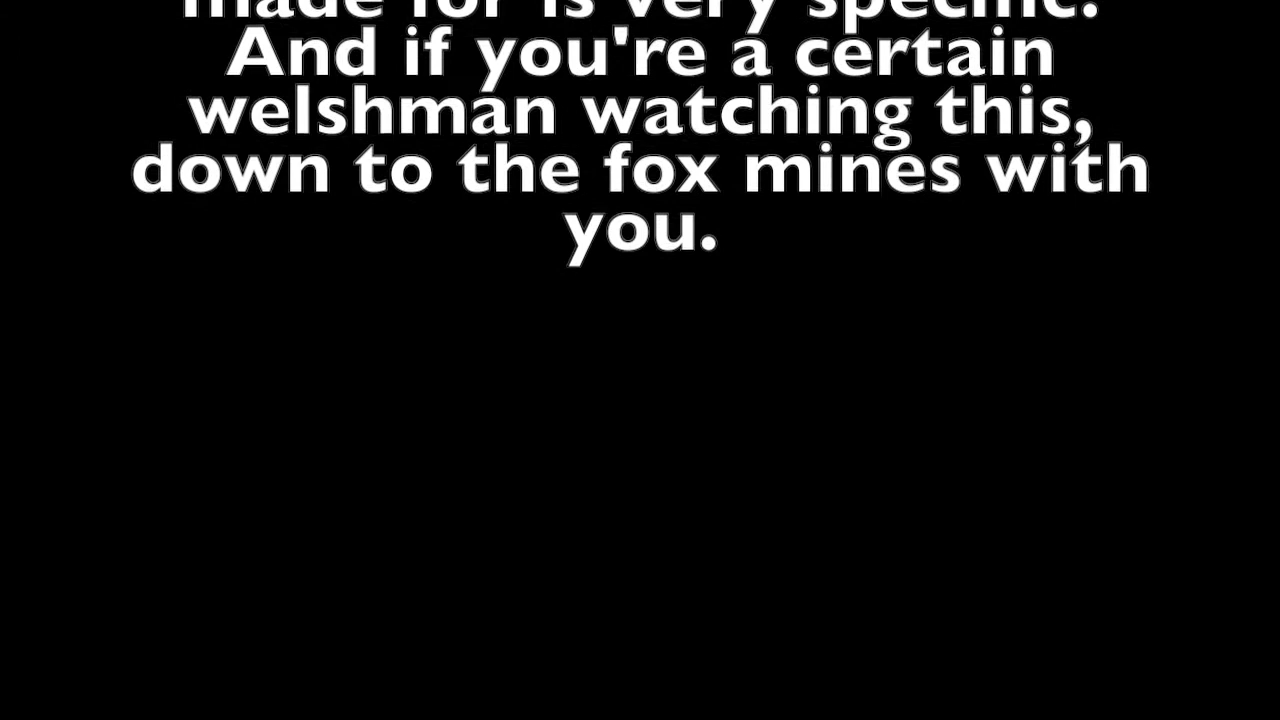 made for is very specific.
And if you're a certain
welshman watching this,
down to the fox mines with
you.